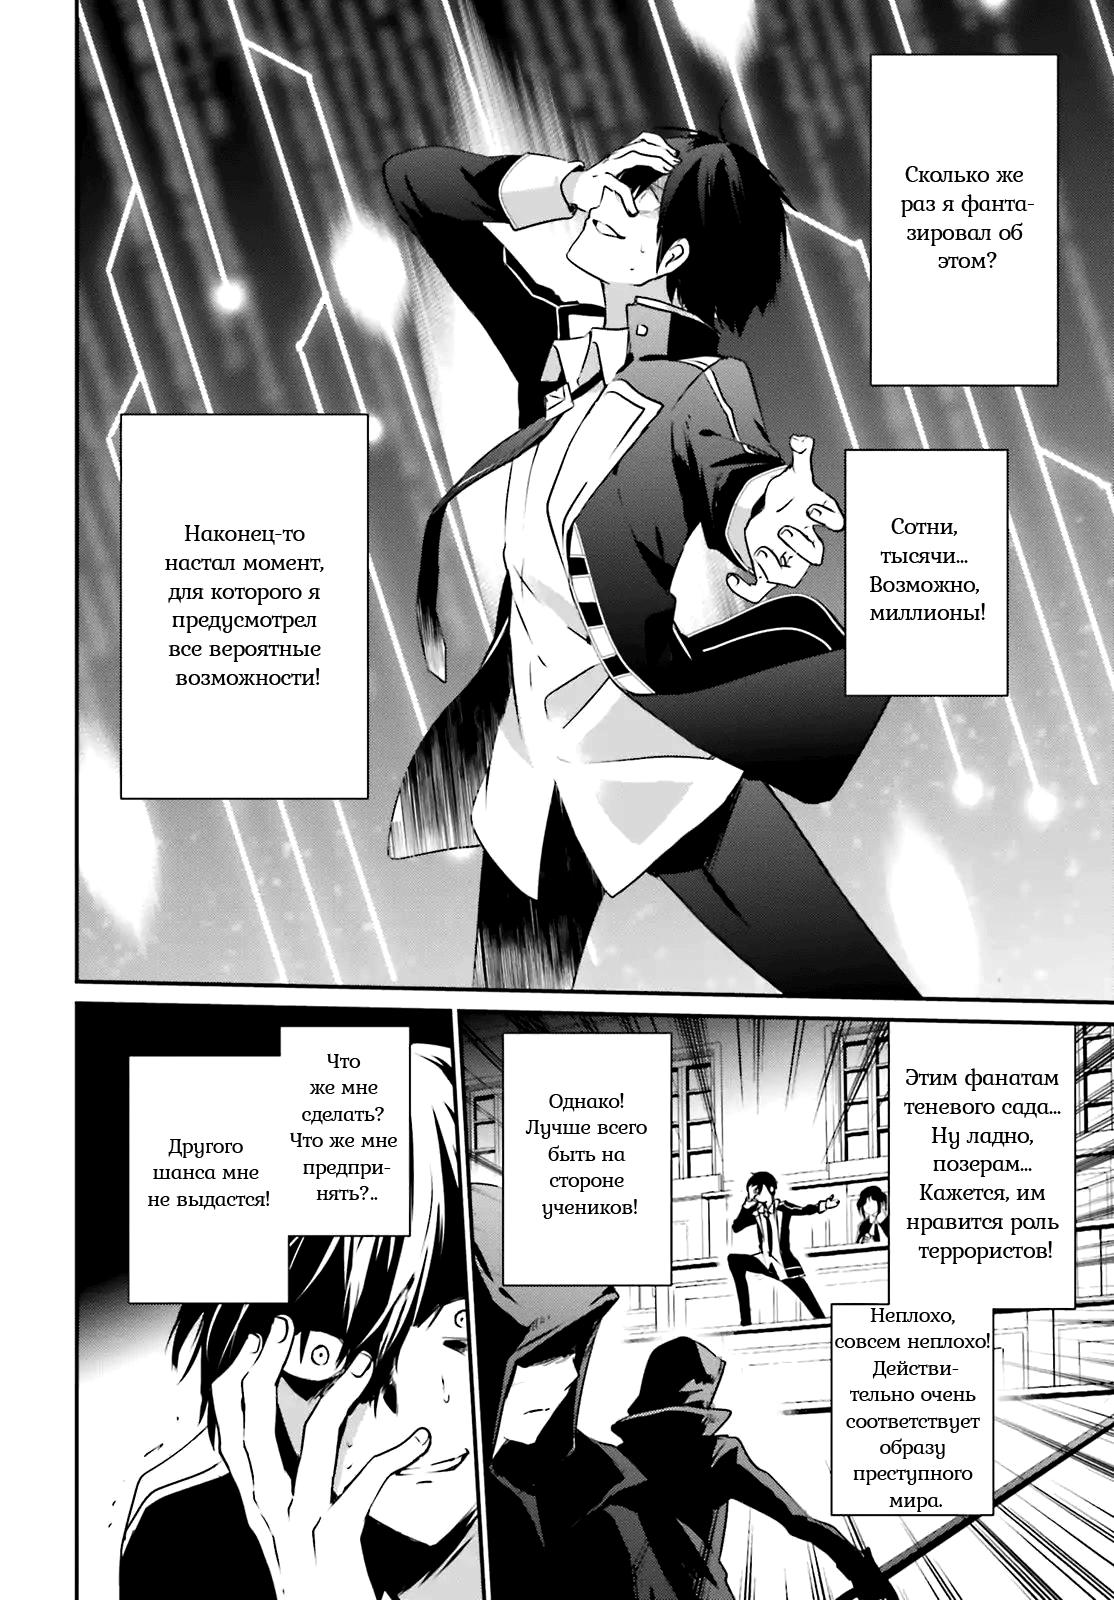 Сколько же
раз я фанта-
зировал об
этом?
Сотни,
тысячи...
Возможно,
миллионы!
Наконец-то
настал момент,
для которого я
предусмотрел
все вероятные
возможности!
Этим фанатам
теневого сада...
Ну ладно,
позерам...
Кажется, им
нравится роль
террористов!
Неплохо,
совсем неплохо!
Действи-
тельно очень
соответствует
образу
преступного
мира.
Однако!
Лучше всего
быть на
стороне
учеников!
Что
же мне
сделать?
Что же мне
предпри-
нять?..
Другого
шанса мне
не выдастся!